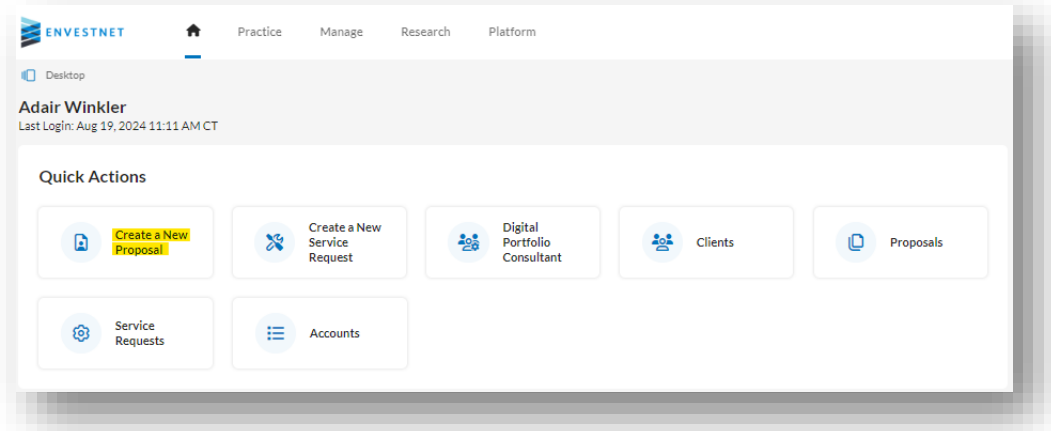 ENVESTNET
Practice
Manage
Research
Platform
Desktop
Adair Winkler
Last Login: Aug 19, 2024 11:11 AM CT
Quick Actions
Create a New
Proposal
Create a New
Service
Request
Digital
Portfolio
Consultant
Clients
Proposals
Service
Requests
Accounts